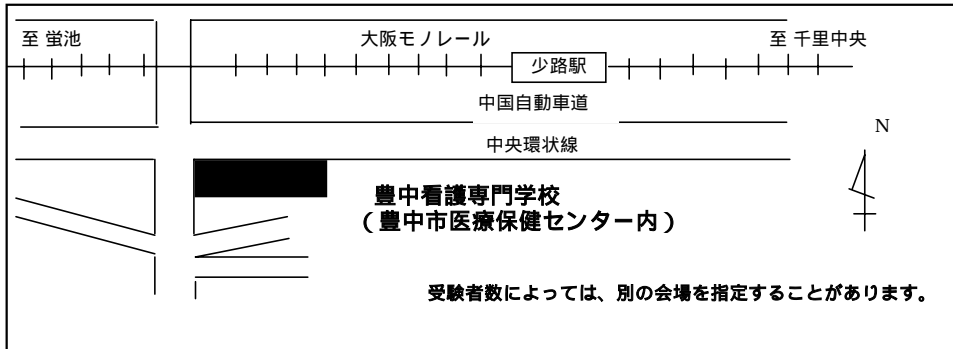 至 蛍池
大阪モノレール
至 千里中央
少路駅
中国自動車道
中央環状線
N
豊中看護専門学校
（豊中市医療保健センター内）
受験者数によっては、別の会場を指定することがあります。